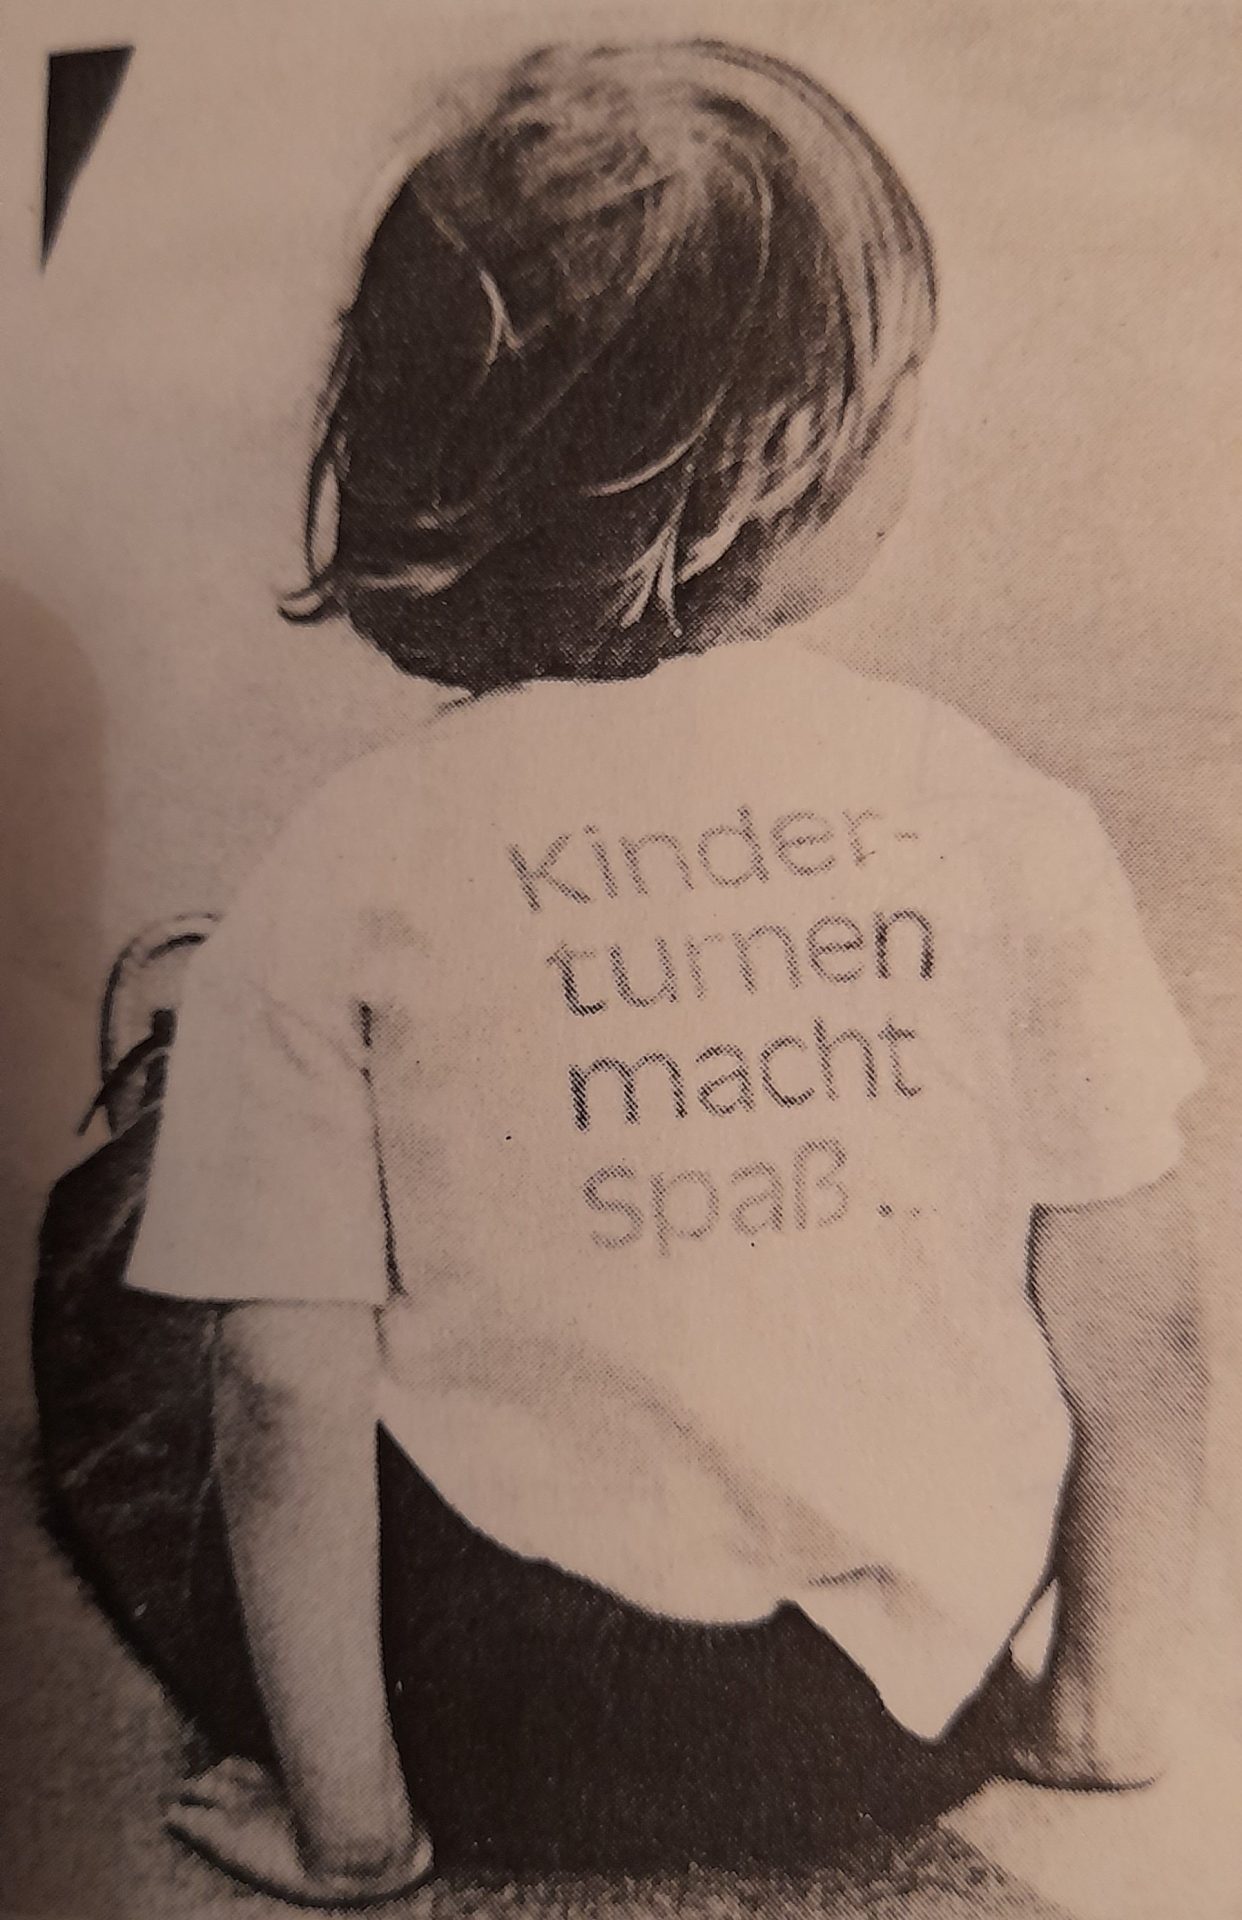 Kinder-
turnen
macht
spaß..